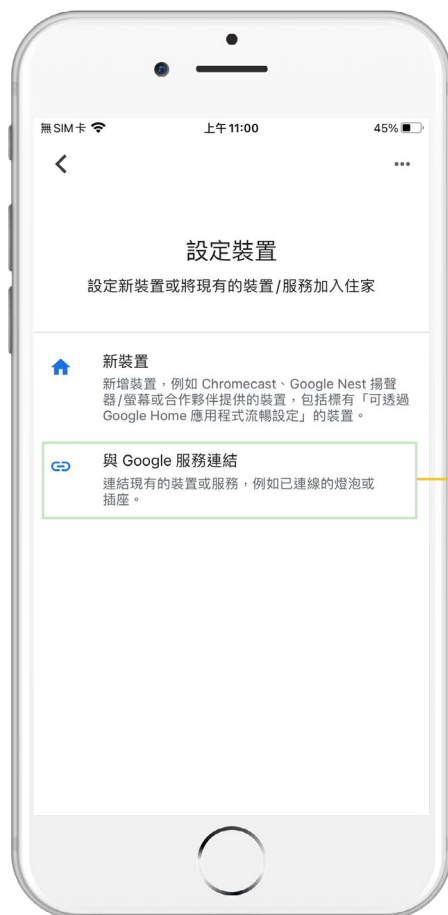 無SIM卡 上午11:00 45%
設定裝置
設定新裝置或將現有的裝置/服務加入住家
新裝置
新增裝置，例如 Chromecast、Google Nest 揚聲
器/螢幕或合作夥伴提供的裝置，包括標有「可透過
Google Home 應用程式流暢設定」的裝置。
與 Google 服務連結
連結現有的裝置或服務，例如已連線的燈泡或
插座。